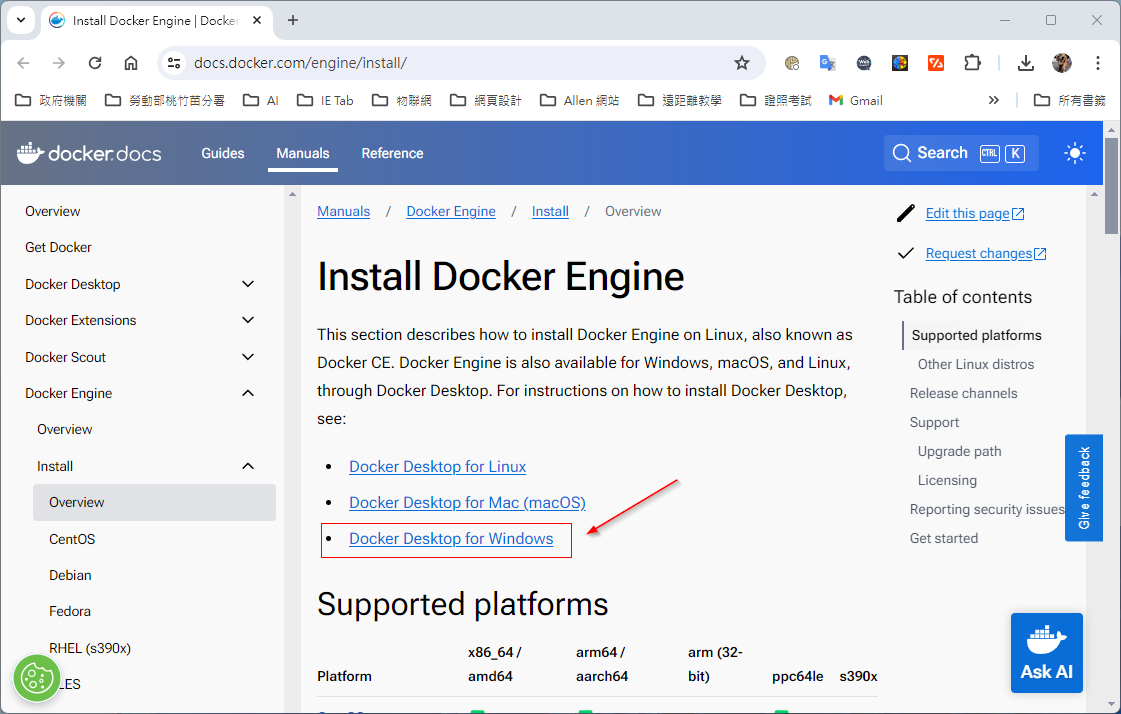 Install Docker Engine | Docker
docs.docker.com/engine/install/
政府機關
勞動部桃竹苗分署
AI
IE Tab
物聯網
網頁設計
Allen 網站
遠距離教學
證照考試
Gmail
所有書籤
docker.docs
Guides
Manuals
Reference
Search
CTRL
K
Overview
Get Docker
Docker Desktop
Docker Extensions
Docker Scout
Docker Engine
Overview
Install
Overview
CentOS
Debian
Fedora
RHEL (s390x)
LES
Manuals / Docker Engine / Install / Overview
Install Docker Engine
This section describes how to install Docker Engine on Linux, also known as
Docker CE. Docker Engine is also available for Windows, macOS, and Linux,
through Docker Desktop. For instructions on how to install Docker Desktop,
see:
• Docker Desktop for Linux
• Docker Desktop for Mac (macOS)
• Docker Desktop for Windows
Supported platforms
Platform
x86_64 /
amd64
arm64 /
aarch64
arm (32-
bit)
ppc64le
s390x
Edit this page
Request changes
Table of contents
Supported platforms
Other Linux distros
Release channels
Support
Upgrade path
Licensing
Reporting security issues
Get started
Give feedback
Ask AI